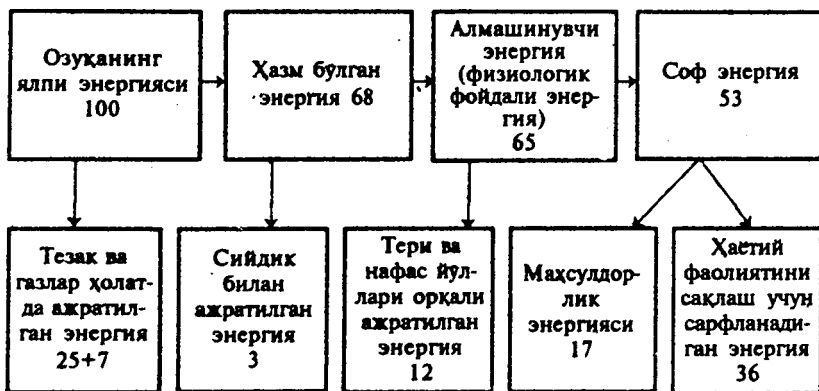 Озуқанинг
ялпи энергияси
100
Ҳазм бўлган
энергия 68
Алмашинувчи
энергия
(физиологик
фойдали энер-
гия)
65
Соф энергия
53
Тезак ва
газлар ҳолат-
да ажратил-
ган энергия
25+7
Сийдик
билан
ажратилган
энергия
3
Тери ва
нафас йўл-
лари орқали
ажратилган
энергия
12
Маҳсулдор-
лик
энергияси
17
Ҳаётий
фаолиятини
сақлаш учун
сарфланади-
ган энергия
36